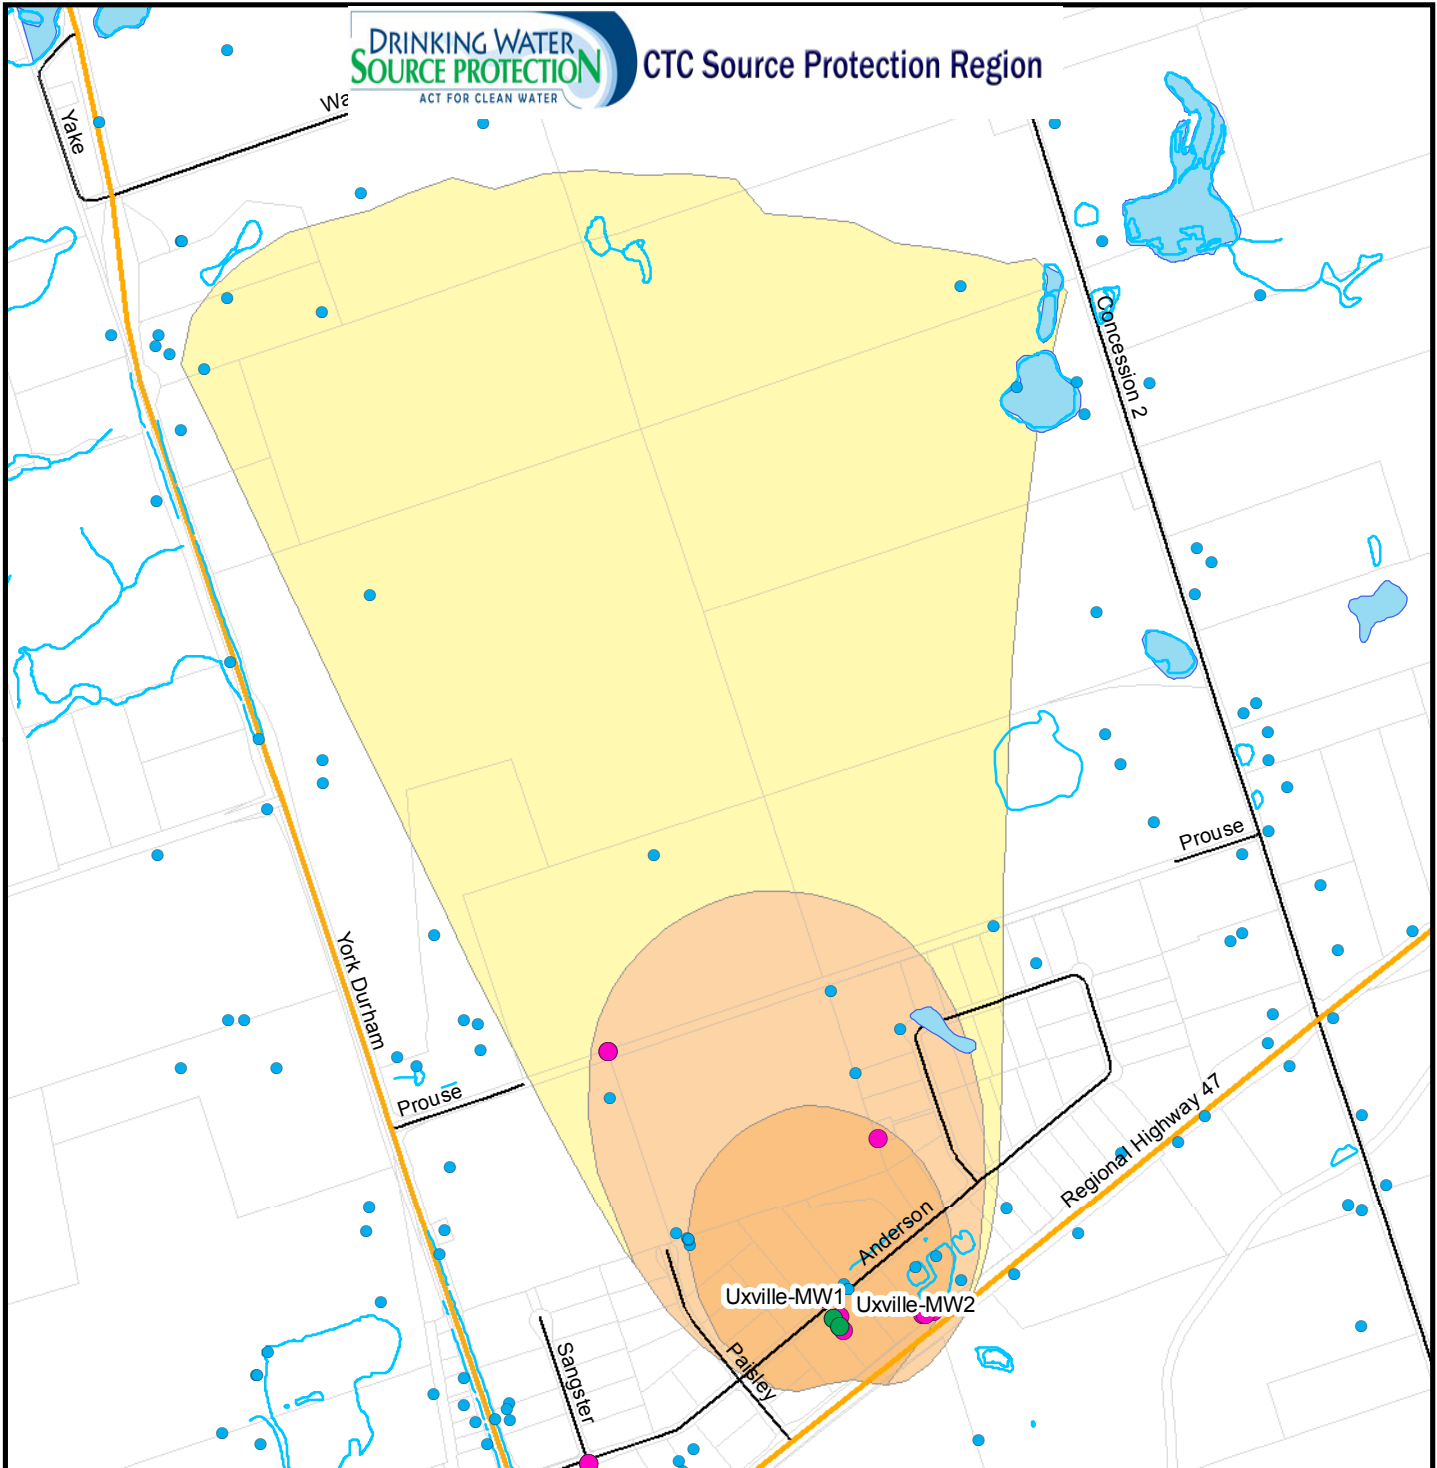 DRINKING WATER
SOURCE PROTECTION
ACT FOR CLEAN WATER
CTC Source Protection Region
Wa
Yake
Concession 2
Prouse
York Durham
Prouse
Regional Highway 47
Anderson
Uxville-MW1
Uxville-MW2
Paisley
Sangster